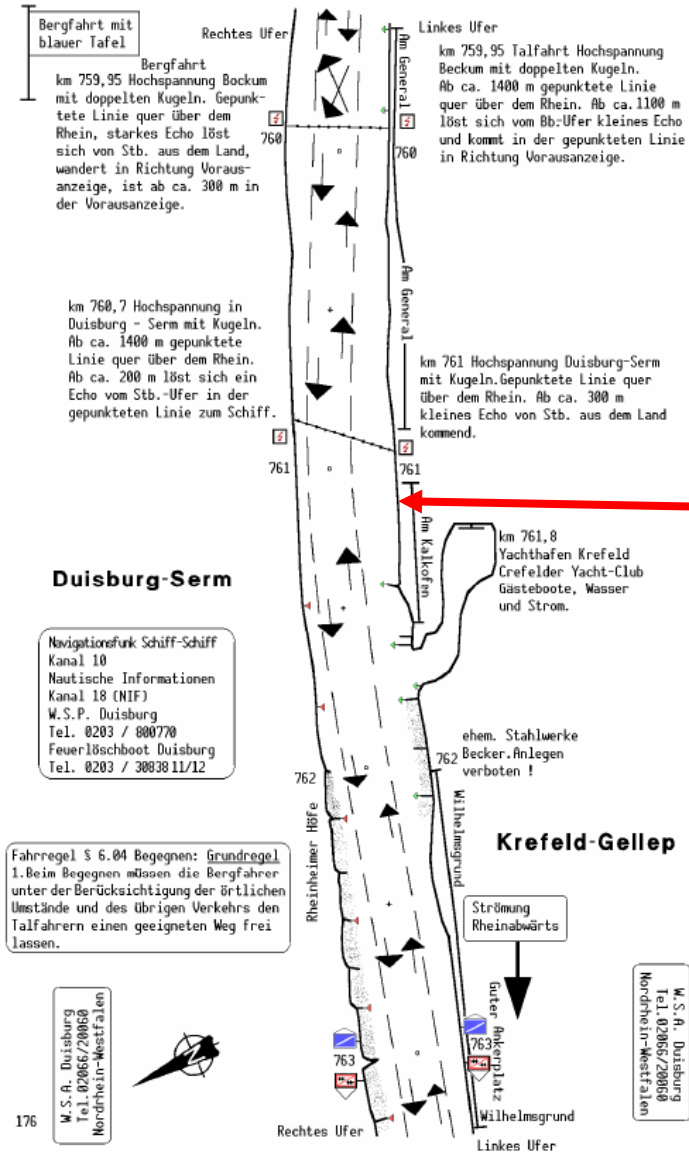 Bergfahrt mit
blauer Tafel
Rechtes Ufer
Linkes Ufer
Bergfahrt
km 759,95 Hochspannung Bockum
mit doppelten Kugeln. Gepunk-
tete Linie quer über dem
Rhein, starkes Echo löst
sich von Stb. aus dem Land,
wandert in Richtung Voraus-
anzeige, ist ab ca. 300 m in
der Vorausanzeige.
Am General
km 759,95 Talfahrt Hochspannung
Beckum mit doppelten Kugeln.
Ab ca. 1400 m gepunktete Linie
quer über dem Rhein. Ab ca. 1100 m
löst sich vom Bb-Ufer kleines Echo
und kommt in der gepunkteten Linie
in Richtung Vorausanzeige.
760
760
Am General
km 760,7 Hochspannung in
Duisburg - Serm mit Kugeln.
Ab ca. 1400 m gepunktete
Linie quer über dem Rhein.
Ab ca. 200 m löst sich ein
Echo vom Stb.-Ufer in der
gepunkteten Linie zum Schiff.
km 761 Hochspannung Duisburg-Serm
mit Kugeln.Gepunktete Linie quer
über dem Rhein. Ab ca. 300 m
kleines Echo von Stb. aus dem Land
kommend.
761
761
Am Kalkofen
km 761,8
Yachthafen Krefeld
Crefelder Yacht-Club
Gästeboote, Wasser
und Strom.
Duisburg-Serm
Navigationsfunk Schiff-Schiff
Kanal 10
Nautische Informationen
Kanal 18 (NIF)
W.S.P. Duisburg
Tel. 0203 / 800770
Feuerlöschboot Duisburg
Tel. 0203 / 3083811/12
ehem. Stahlwerke
Becker.Anlegen
verboten !
762
762
Wilhelmsgrund
Rheinheimer Höfe
Krefeld-Gellep
Fahrregel § 6.04 Begegnen: Grundregel
1.Beim Begegnen müssen die Bergfahrer
unter der Berücksichtigung der örtlichen
Umstände und des übrigen Verkehrs den
Talfahrern einen geeigneten Weg frei
lassen.
Strömung
Rheinabwärts
W.S.A. Duisburg
Tel.02066/20060
Nordrhein-Westfalen
N
Guter Ankerplatz
W.S.A. Duisburg
Tel.02066/20060
Nordrhein-Westfalen
763
763
176
Wilhelmsgrund
Rechtes Ufer
Linkes Ufer